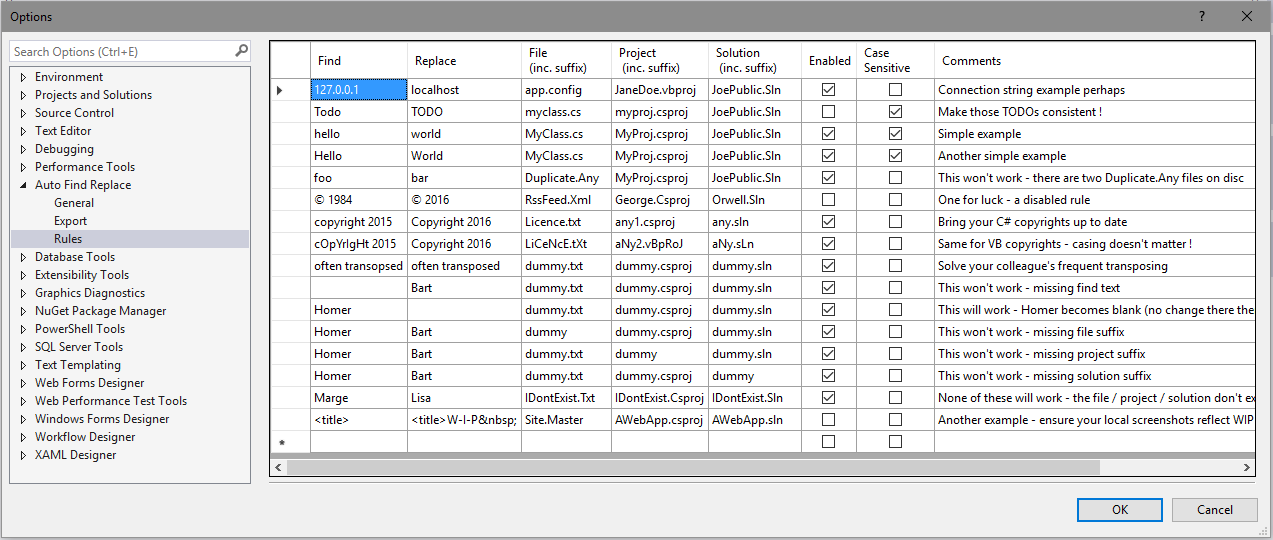 Options
?
Search Options (Ctrl+E)
Environment
Projects and Solutions
Source Control
Text Editor
Debugging
Performance Tools
Auto Find Replace
General
Export
Rules
Database Tools
Extensibility Tools
Graphics Diagnostics
NuGet Package Manager
PowerShell Tools
SQL Server Tools
Text Templating
Web Forms Designer
Web Performance Test Tools
Windows Forms Designer
Workflow Designer
XAML Designer
Find Replace File (inc. suffix) Project (inc. suffix) Solution (inc. suffix) Enabled Case Sensitive Comments
127.0.0.1 localhost app.config JaneDoe.vbproj JoePublic.Sln Connection string example perhaps
Todo TODO myclass.cs myproj.csproj JoePublic.Sln Make those TODOs consistent !
hello world MyClass.cs MyProj.csproj JoePublic.Sln Simple example
Hello World MyClass.cs MyProj.csproj JoePublic.Sln Another simple example
foo bar Duplicate.Any MyProj.csproj JoePublic.Sln This won't work - there are two Duplicate.Any files on disc
© 1984 © 2016 RssFeed.Xml George.Csproj Orwell.Sln One for luck - a disabled rule
copyright 2015 Copyright 2016 Licence.txt any1.csproj any.sln Bring your C# copyrights up to date
cOpYrIgHt 2015 Copyright 2016 LiCeNcE.tXt aNy2.vBpRoJ aNy.sLn Same for VB copyrights - casing doesn't matter !
often transopsed often transposed dummy.txt dummy.csproj dummy.sln Solve your colleague's frequent transposing
Bart dummy.txt dummy.csproj dummy.sln This won't work - missing find text
Homer dummy.txt dummy.csproj dummy.sln This will work - Homer becomes blank (no change there the
Homer Bart dummy dummy.csproj dummy.sln This won't work - missing file suffix
Homer Bart dummy.txt dummy dummy.sln This won't work - missing project suffix
Homer Bart dummy.txt dummy.csproj dummy This won't work - missing solution suffix
Marge Lisa IDontExist.Txt IDontExist.Csproj IDontExist.Sln None of these will work - the file / project / solution don't ex
<title> <title>W-I-P&nbsp; Site.Master AWebApp.csproj AWebApp.sln Another example - ensure your local screenshots reflect WIP
*
OK
Cancel